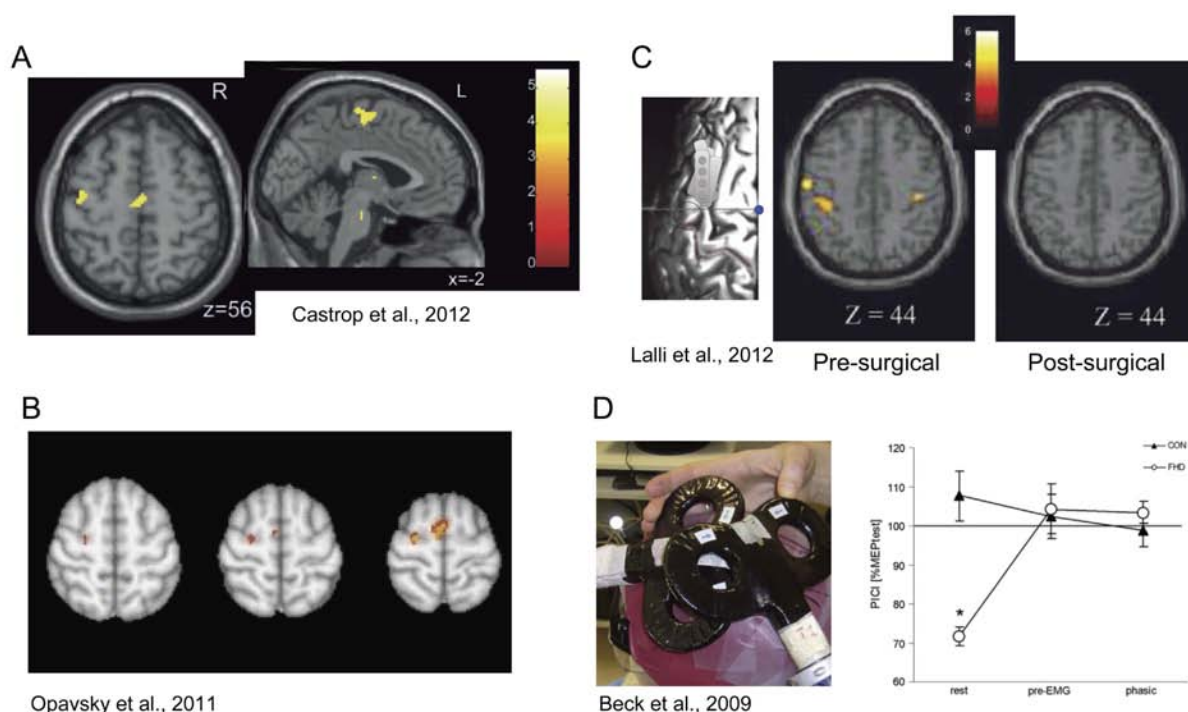 A
R
L
5
4
3
2
1
0
z=56
x=-2
Castrop et al., 2012
C
6
4
2
0
Z = 44
Z = 44
Lalli et al., 2012
Pre-surgical
Post-surgical
B
Opavsky et al., 2011
D
Beck et al., 2009
CON
FHD
120
110
100
90
80
70
60
PICI [%MEPtest]
*
rest
pre-EMG
phasic